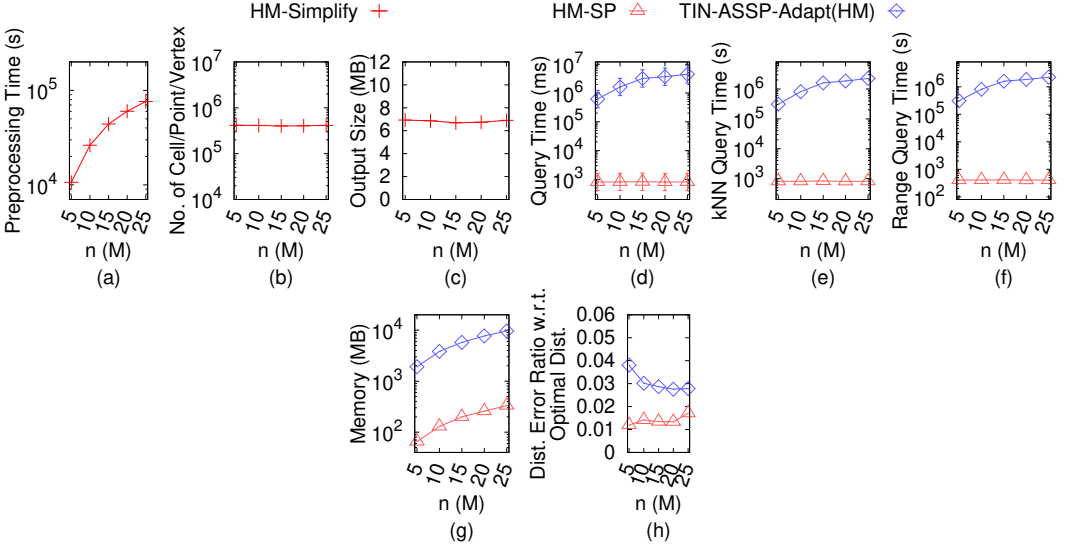 HM-Simplify HM-SP TIN-ASSP-Adapt(HM)
Preprocessing Time (s)
10^5
10^4
5 10 15 20 25
n (M)
(a)
No. of Cell/Point/Vertex
10^7
10^6
10^5
10^4
5 10 15 20 25
n (M)
(b)
Output Size (MB)
12
10
8
6
4
2
0
5 10 15 20 25
n (M)
(c)
Query Time (ms)
10^7
10^6
10^5
10^4
10^3
5 10 15 20 25
n (M)
(d)
kNN Query Time (s)
10^6
10^5
10^4
10^3
5 10 15 20 25
n (M)
(e)
Range Query Time (s)
10^6
10^5
10^4
10^3
10^2
5 10 15 20 25
n (M)
(f)
Memory (MB)
10^4
10^3
10^2
5 10 15 20 25
n (M)
(g)
Dist. Error Ratio w.r.t.
Optimal Dist.
0.06
0.05
0.04
0.03
0.02
0.01
0
5 10 15 20 25
n (M)
(h)